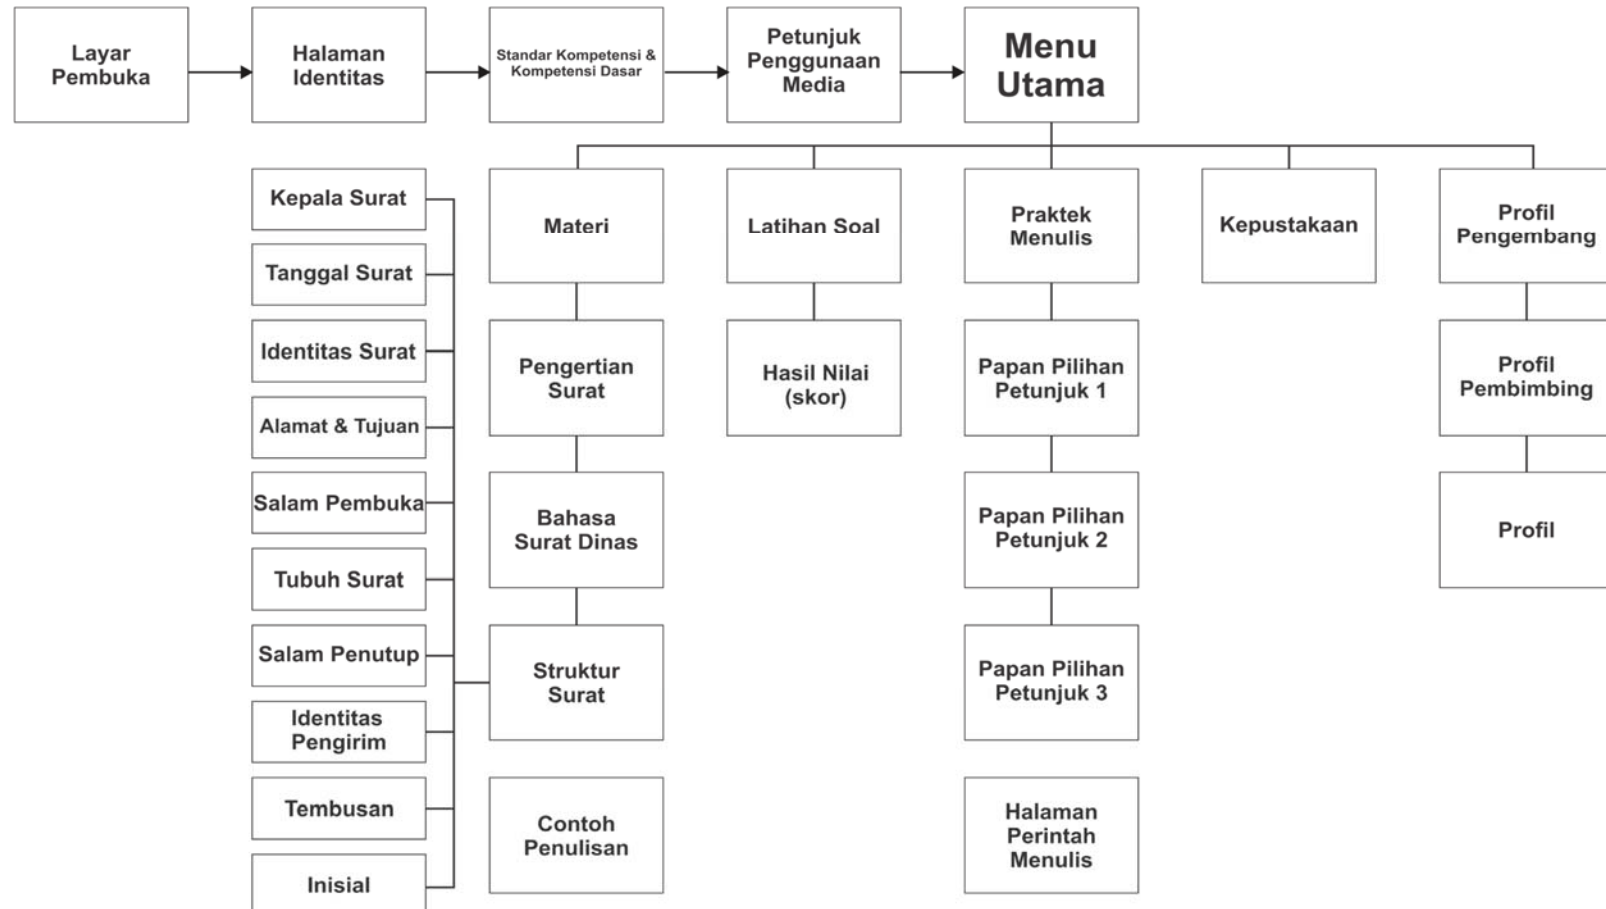 Layar
Pembuka
Halaman
Identitas
Standar Kompetensi &
Kompetensi Dasar
Petunjuk
Penggunaan
Media
Menu
Utama
Kepala Surat
Tanggal Surat
Identitas Surat
Alamat & Tujuan
Salam Pembuka
Tubuh Surat
Salam Penutup
Identitas
Pengirim
Tembusan
Inisial
Materi
Pengertian
Surat
Bahasa
Surat Dinas
Struktur
Surat
Contoh
Penulisan
Latihan Soal
Hasil Nilai
(skor)
Praktek
Menulis
Papan Pilihan
Petunjuk 1
Papan Pilihan
Petunjuk 2
Papan Pilihan
Petunjuk 3
Halaman
Perintah
Menulis
Kepustakaan
Profil
Pengembang
Profil
Pembimbing
Profil